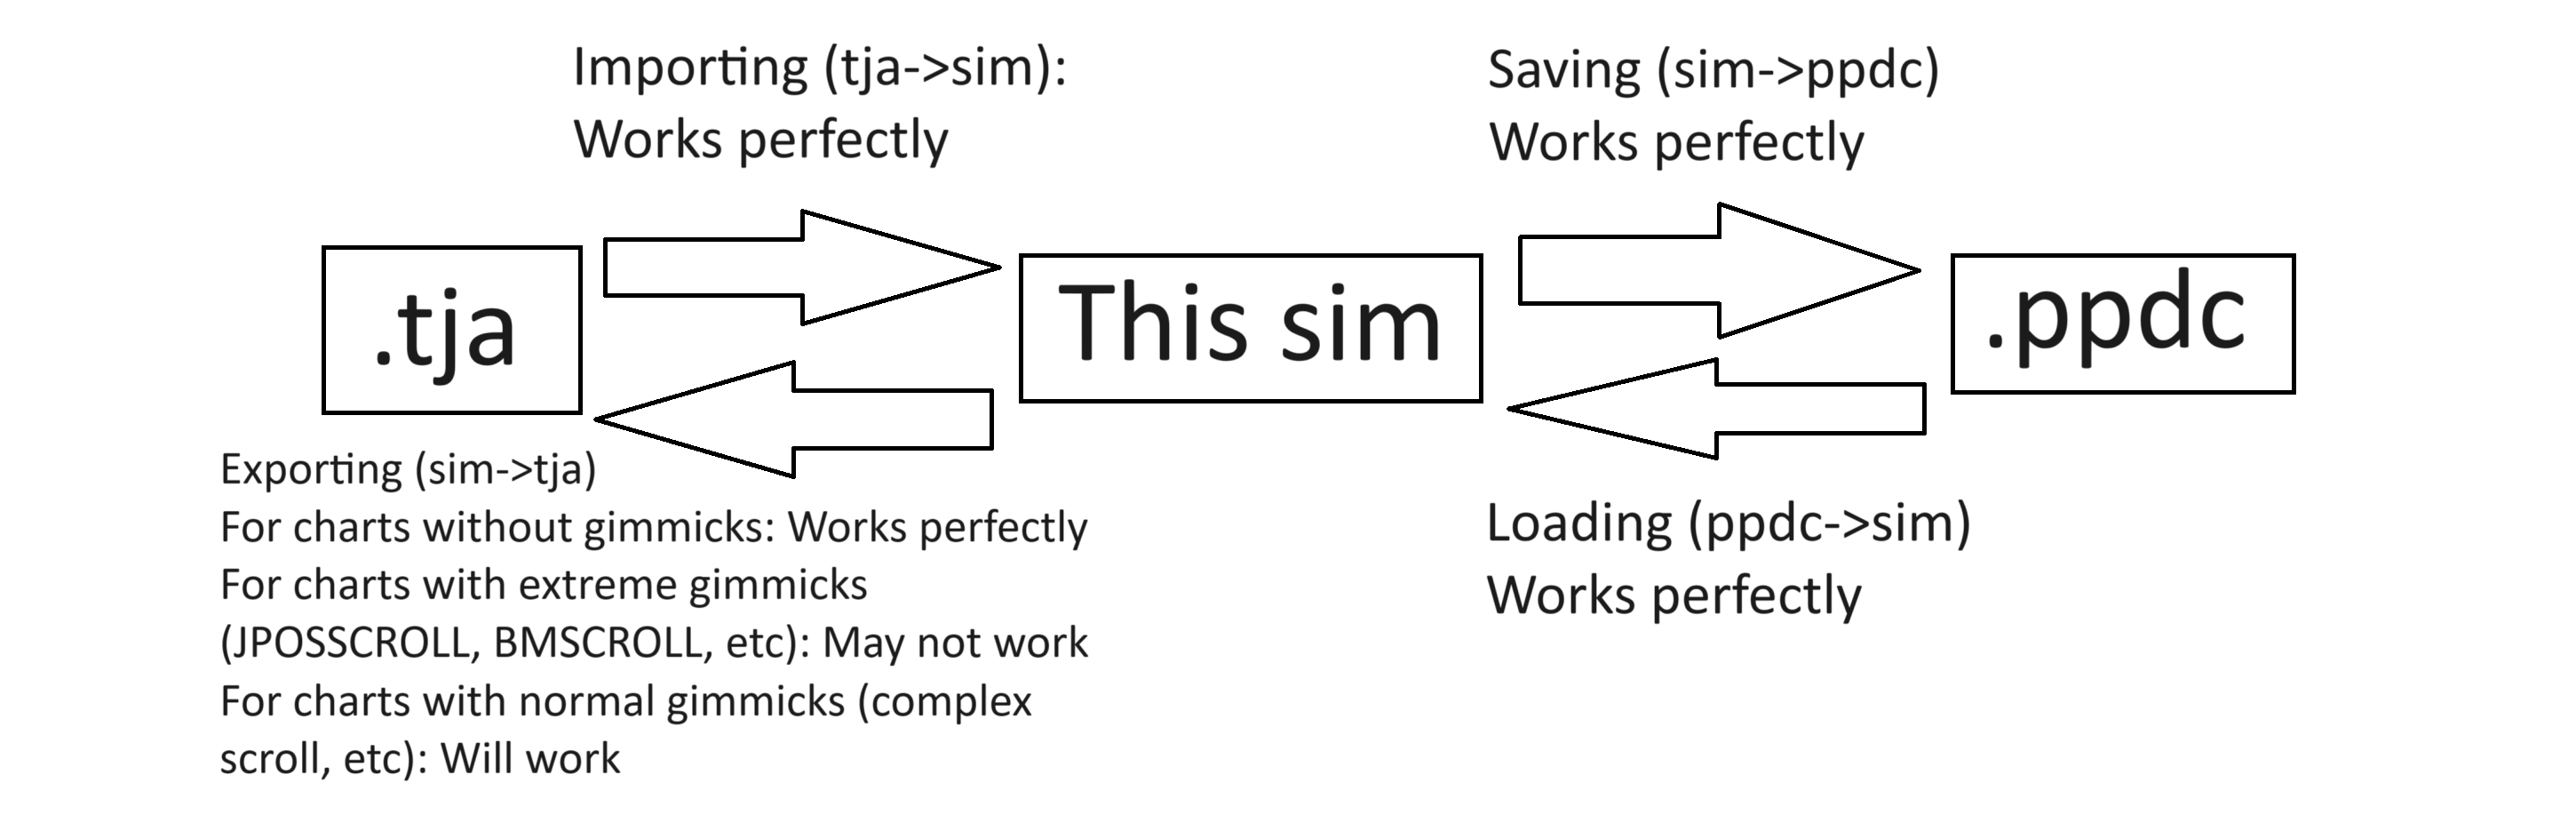 Importing (tja->sim):
Works perfectly
Saving (sim->ppdc)
Works perfectly
.tja
This sim
.ppdc
Exporting (sim->tja)
For charts without gimmicks: Works perfectly
For charts with extreme gimmicks
(JPOSSCROLL, BMSCROLL, etc): May not work
For charts with normal gimmicks (complex
scroll, etc): Will work
Loading (ppdc->sim)
Works perfectly